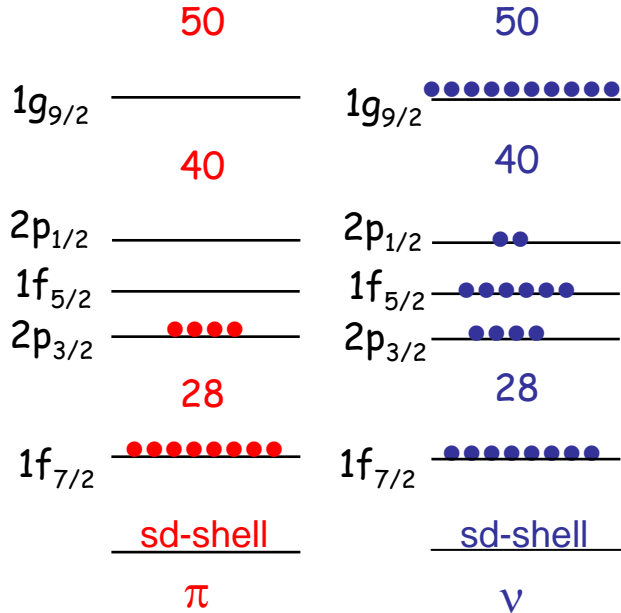 50 50
1g9/2 1g9/2
40 40
2p1/2 2p1/2
1f5/2 1f5/2
2p3/2 2p3/2
28 28
1f7/2 1f7/2
sd-shell sd-shell
π ν